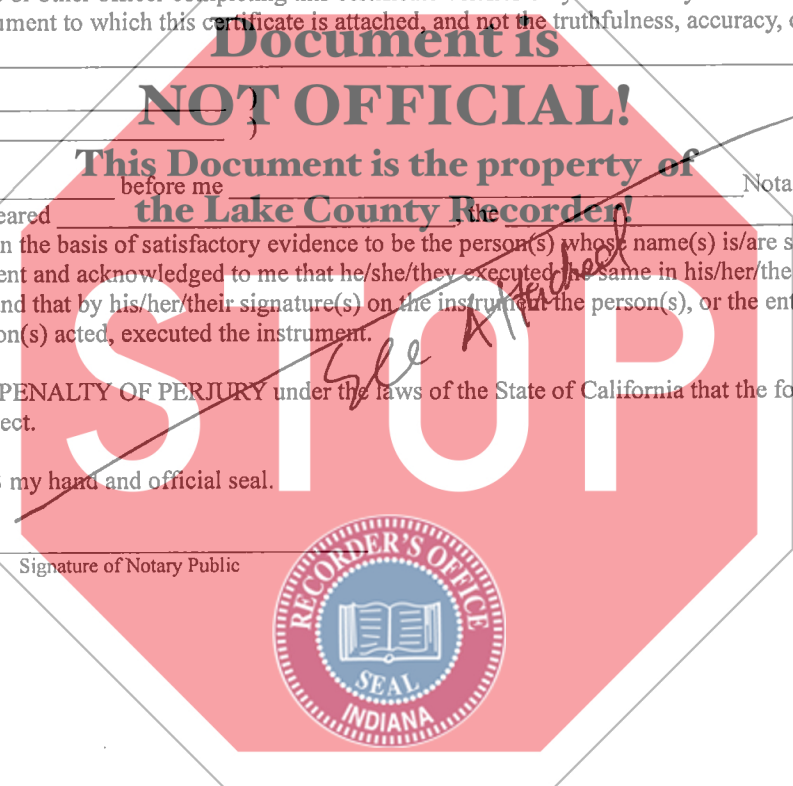 ument to which this certificate is attached, and not the truthfulness, accuracy, o
Document is
NOT OFFICIAL!
)
)
This Document is the property of
before me Nota
the Lake County Recorder!
eared , the
n the basis of satisfactory evidence to be the person(s) whose name(s) is/are s
ent and acknowledged to me that he/she/they executed the same in his/her/the
nd that by his/her/their signature(s) on the instrument the person(s), or the ent
on(s) acted, executed the instrument.
See Attached
PENALTY OF PERJURY under the laws of the State of California that the fo
ect.
STOP
my hand and official seal.
Signature of Notary Public
RECORDER'S OFFICE
SEAL
INDIANA